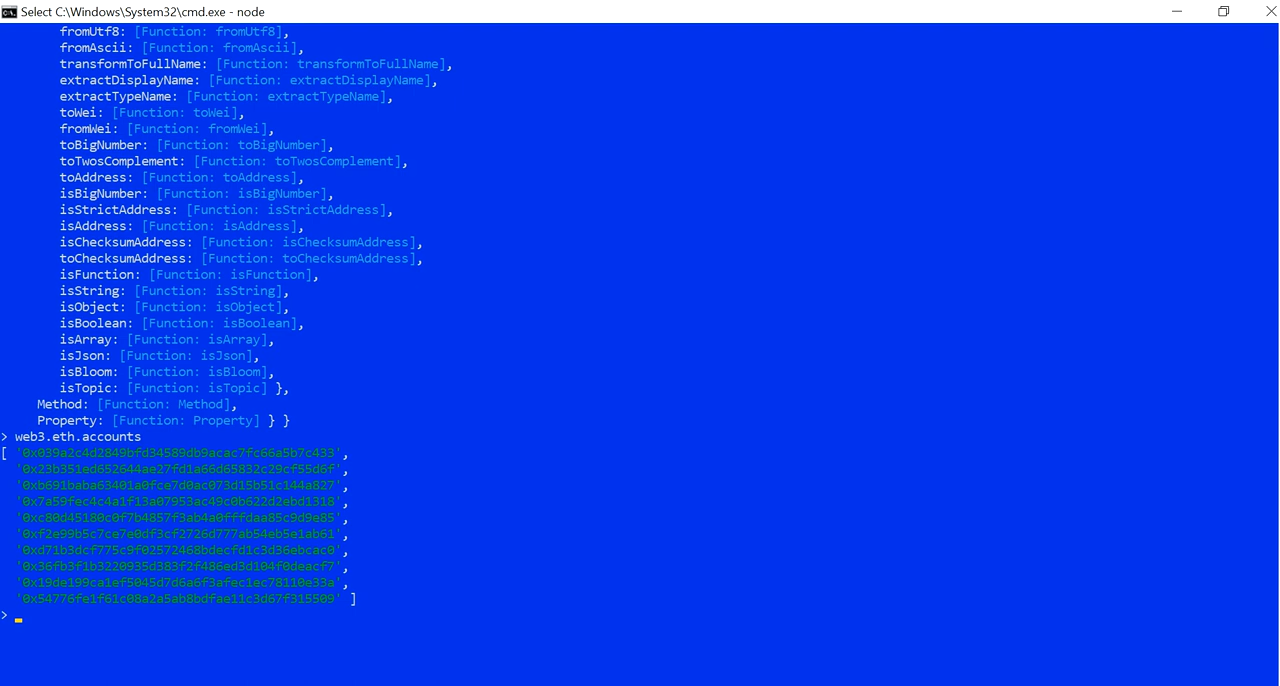 Select C:\Windows\System32\cmd.exe - node
fromUtf8: [Function: fromUtf8],
fromAscii: [Function: fromAscii],
transformToFullName: [Function: transformToFullName],
extractDisplayName: [Function: extractDisplayName],
extractTypeName: [Function: extractTypeName],
toWei: [Function: toWei],
fromWei: [Function: fromWei],
toBigNumber: [Function: toBigNumber],
toTwosComplement: [Function: toTwosComplement],
toAddress: [Function: toAddress],
isBigNumber: [Function: isBigNumber],
isStrictAddress: [Function: isStrictAddress],
isAddress: [Function: isAddress],
isChecksumAddress: [Function: isChecksumAddress],
toChecksumAddress: [Function: toChecksumAddress],
isFunction: [Function: isFunction],
isString: [Function: isString],
isObject: [Function: isObject],
isBoolean: [Function: isBoolean],
isArray: [Function: isArray],
isJson: [Function: isJson],
isBloom: [Function: isBloom],
isTopic: [Function: isTopic] },
Method: [Function: Method],
Property: [Function: Property] } }
> web3.eth.accounts
[ '0x039a2c4d2849bfd34589db9acac7fc66a5b7c433',
'0x23b351ed652644ae27fd1a66d65832c29cf55d6f',
'0xb691baba63401a0fce7d0ac073d15b51c144a827',
'0x7a59fec4c4a1f13a07953ac49c0b622d2ebd1318',
'0xc80d45180c0f7b4857f3ab4a0fffdaa85c9d9e85',
'0xf2e99b5c7ce7e0df3cf2726d777ab54eb5e1ab61',
'0xd71b3dcf775c9f02572468bdecfd1c3d36ebcac0',
'0x36fb3f1b3220935d383f2f486ed3d104f0deacf7',
'0x19de199ca1ef5045d7d6a6f3afec1ec78110e33a',
'0x54776fe1f61c08a2a5ab8bdfae11c3d67f315509' ]
>